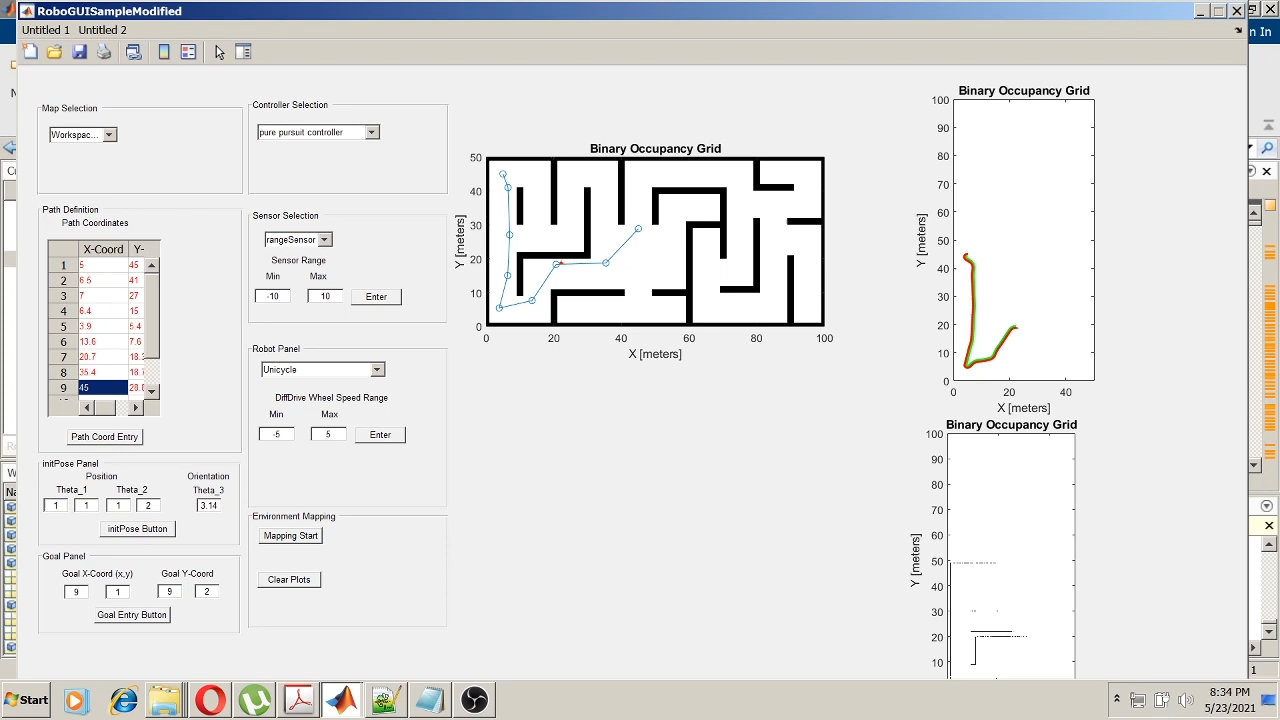 RoboGUISampleModified
Untitled 1 Untitled 2
n In
Map Selection
Workspac...
Controller Selection
pure pursuit controller
Path Definition
Path Coordinates
X-Coord Y-
1 5 45
2 6.5 41
3 7 27
4 6.4 15
5 3.9 5.4
6 13.6 7.6
7 20.7 18.
8 35.4 18.
9 45 28.
Path Coord Entry
Sensor Selection
rangeSensor
Sensor Range
Min Max
-10 10 Enter
Robot Panel
Unicycle
DiffDrive Wheel Speed Range
Min Max
-5 5 Enter
initPose Panel
Position Orientation
Theta_1 Theta_2 Theta_3
1 1 1 2 3.14
initPose Button
Goal Panel
Goal X-Coord (x,y) Goal Y-Coord
9 1 9 2
Goal Entry Button
Environment Mapping
Mapping Start
Clear Plots
Binary Occupancy Grid
50
40
30
20
10
0
Y [meters]
0 20 40 60 80 100
X [meters]
Binary Occupancy Grid
100
90
80
70
60
50
40
30
20
10
0
Y [meters]
0 20 40
X [meters]
Binary Occupancy Grid
100
90
80
70
60
50
40
30
20
10
Y [meters]
Start
8:34 PM
5/23/2021